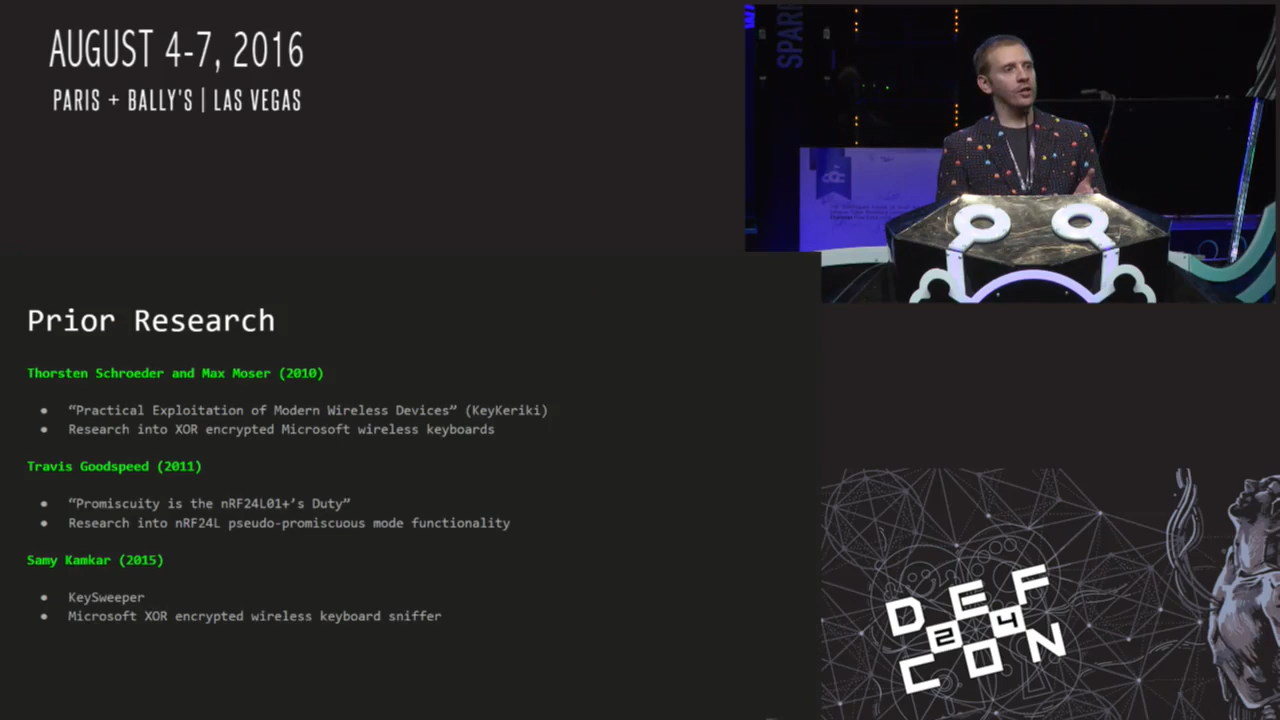 AUGUST 4-7, 2016
PARIS + BALLY'S | LAS VEGAS
SPARK
Prior Research
Thorsten Schroeder and Max Moser (2010)
● “Practical Exploitation of Modern Wireless Devices” (KeyKeriki)
● Research into XOR encrypted Microsoft wireless keyboards
Travis Goodspeed (2011)
● “Promiscuity is the nRF24L01+’s Duty”
● Research into nRF24L pseudo-promiscuous mode functionality
Samy Kamkar (2015)
● KeySweeper
● Microsoft XOR encrypted wireless keyboard sniffer
DEF
24
CON